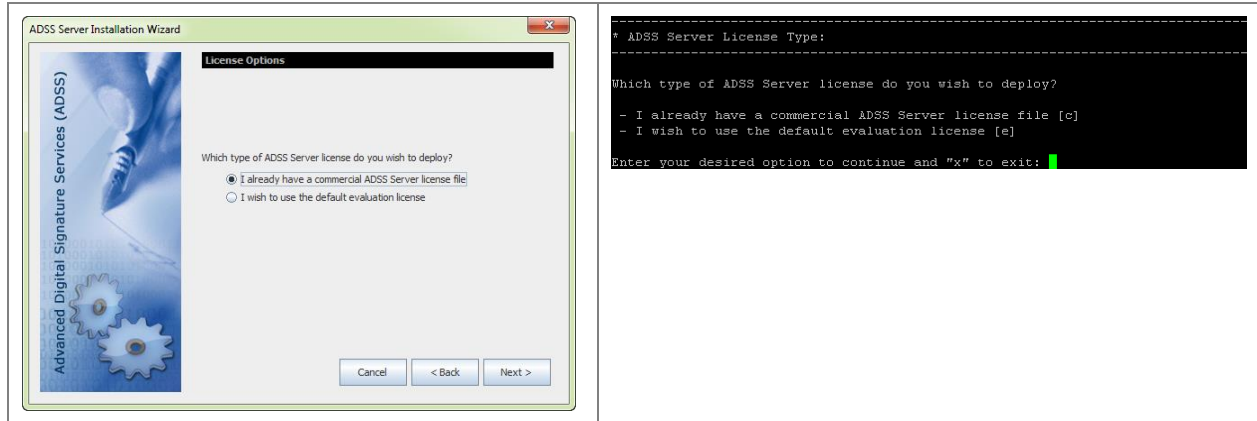 ADSS Server Installation Wizard
Advanced Digital Signature Services (ADSS)
License Options
Which type of ADSS Server license do you wish to deploy?
I already have a commercial ADSS Server license file
I wish to use the default evaluation license
Cancel
< Back
Next >
* ADSS Server License Type:
Which type of ADSS Server license do you wish to deploy?
- I already have a commercial ADSS Server license file [c]
- I wish to use the default evaluation license [e]
Enter your desired option to continue and "x" to exit: